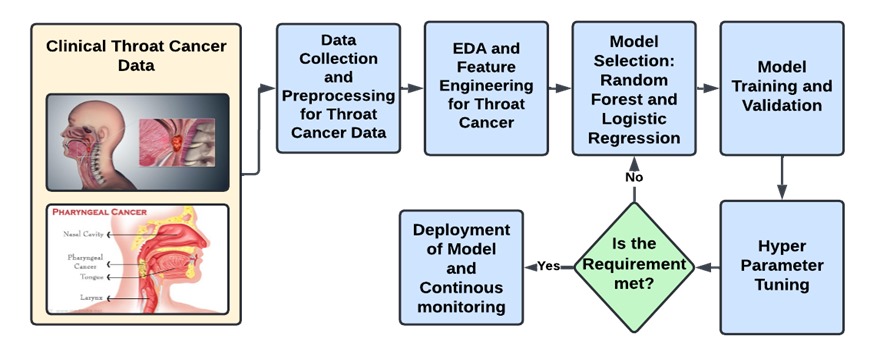 Clinical Throat Cancer
Data
PHARYNGEAL CANCER
Nasal Cavity
Pharyngeal
Cancer
Tongue
Larynx
Data
Collection
and
Preprocessing
for Throat
Cancer Data
EDA and
Feature
Engineering
for Throat
Cancer
Model
Selection:
Random
Forest and
Logistic
Regression
Model
Training and
Validation
Hyper
Parameter
Tuning
Is the
Requirement
met?
No
Yes
Deployment
of Model
and
Continous
monitoring